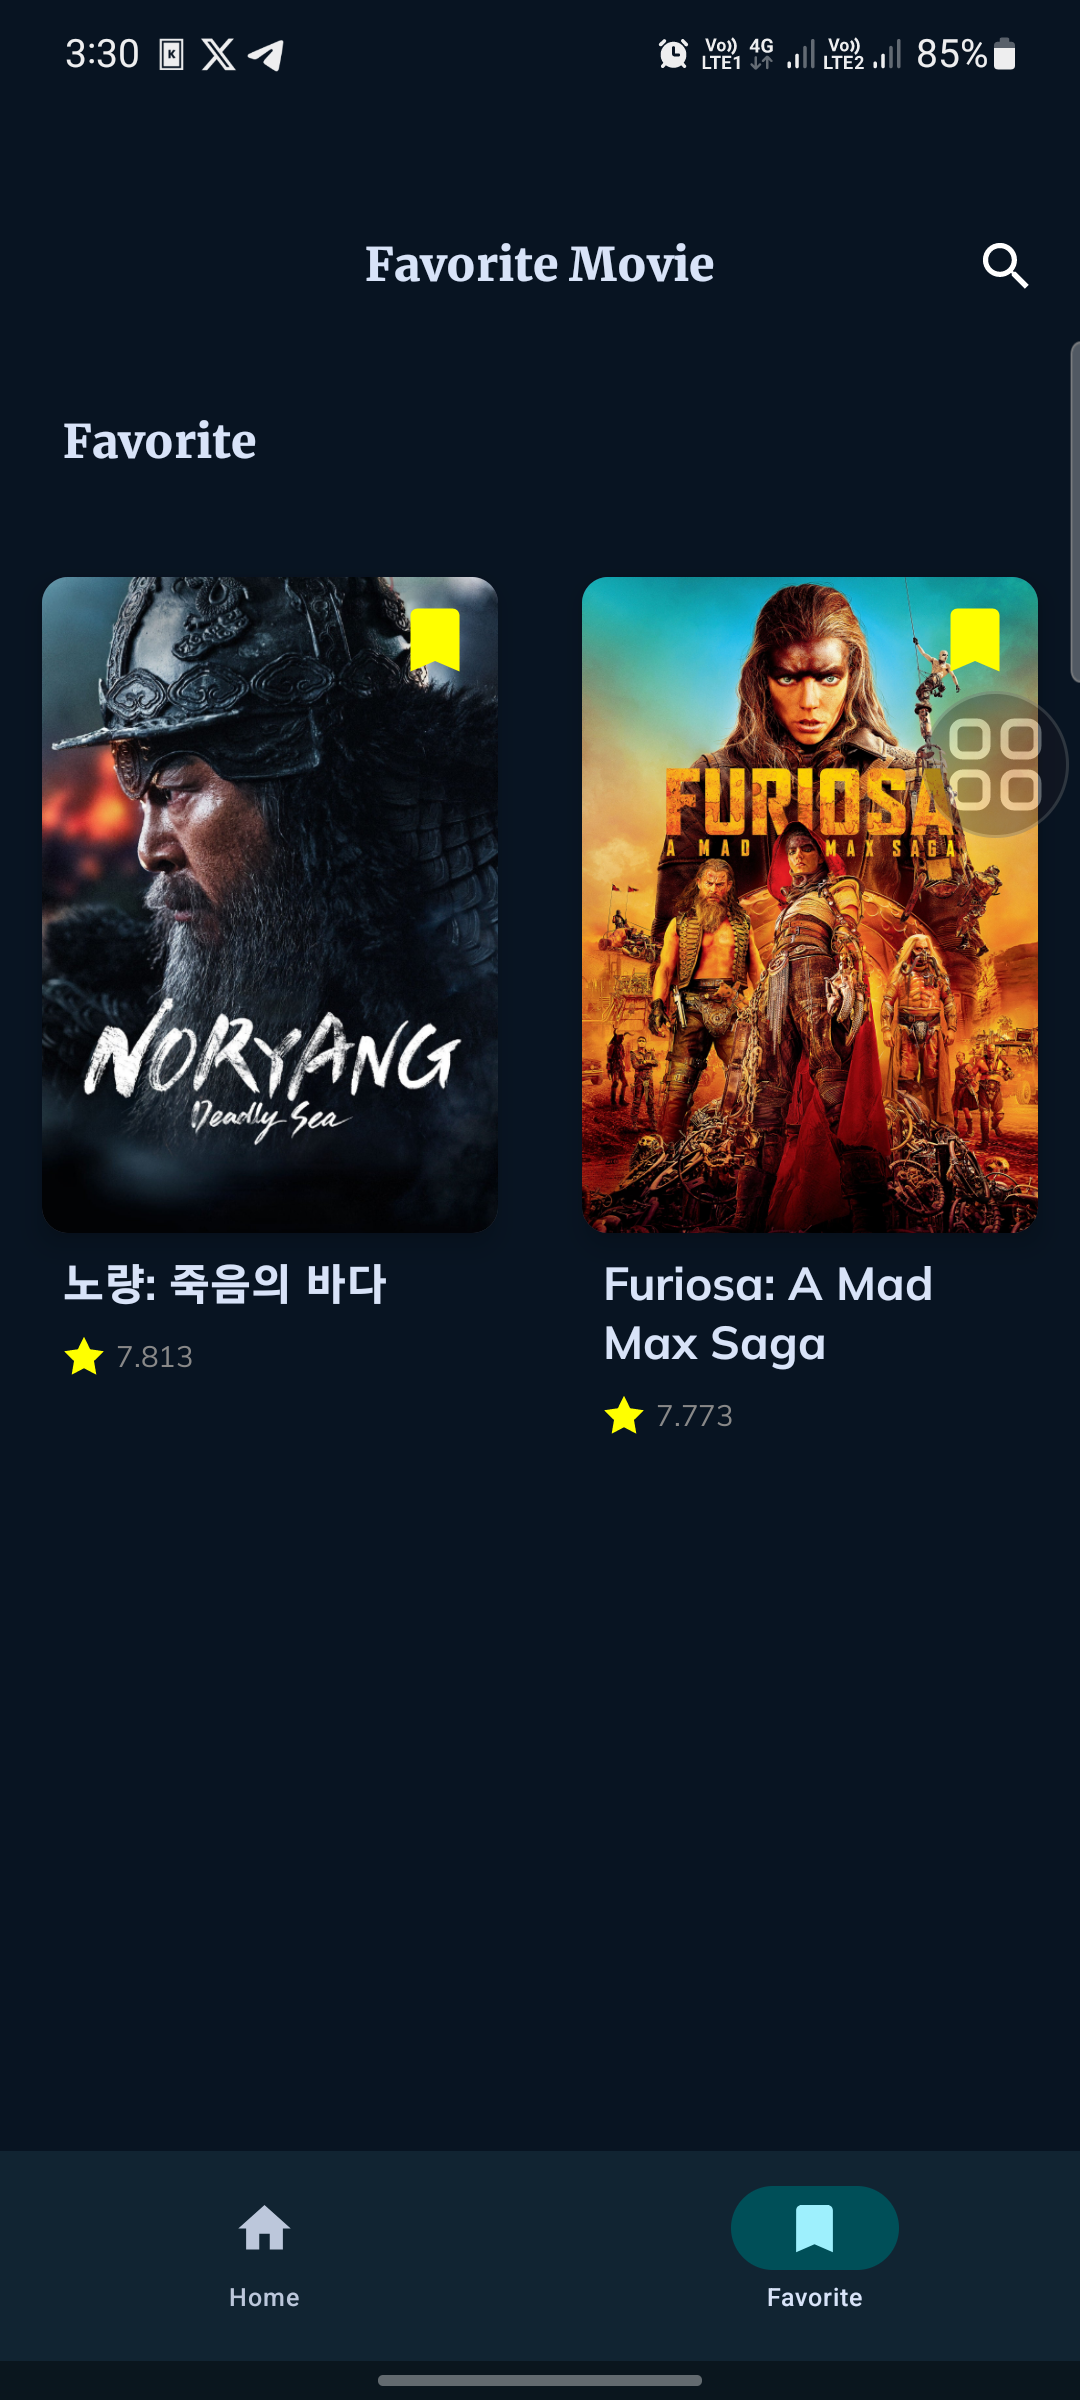 3:30
Vo)) LTE1 4G Vo)) LTE2 85%
Favorite Movie
Favorite
NORYANG
Deadly Sea
FURIOSA
A MAD MAX SAGA
노량: 죽음의 바다
7.813
Furiosa: A Mad
Max Saga
7.773
Home
Favorite